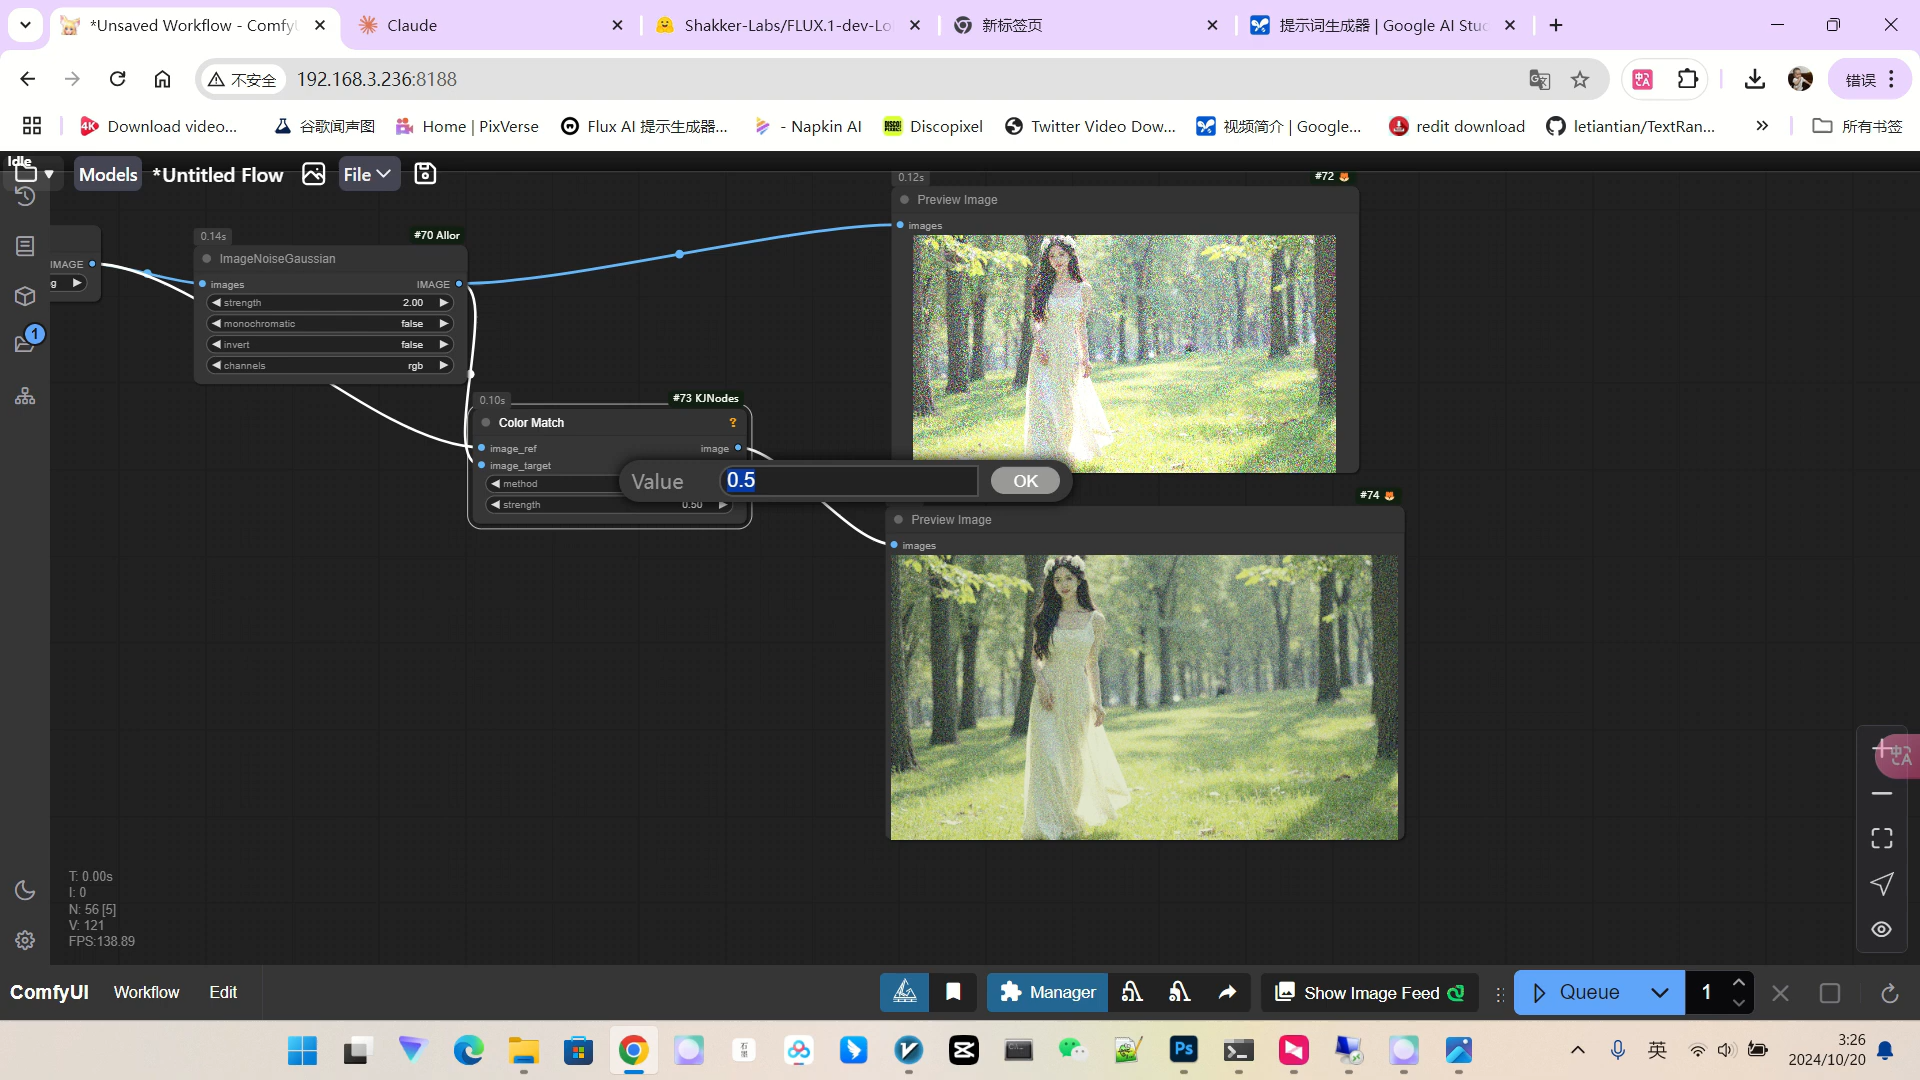 *Unsaved Workflow - ComfyU
Claude
Shakker-Labs/FLUX.1-dev-Lo
新标签页
提示词生成器 | Google AI Stud
不安全
192.168.3.236:8188
错误
4K
Download video...
谷歌闻声图
Home | PixVerse
Flux AI 提示生成器...
- Napkin AI
Discopixel
Twitter Video Dow...
视频简介 | Google...
redit download
letiantian/TextRan...
所有书签
Idle
Models
*Untitled Flow
File
0.12s
#72
Preview Image
images
IMAGE
g
0.14s
#70 Allor
ImageNoiseGaussian
images
IMAGE
strength
2.00
monochromatic
false
invert
false
channels
rgb
1
0.10s
#73 KJNodes
Color Match
?
image_ref
image
image_target
method
strength
0.50
Value
0.5
OK
#74
Preview Image
images
T: 0.00s
I: 0
N: 56 [5]
V: 121
FPS:138.89
ComfyUI
Workflow
Edit
Manager
Show Image Feed
Queue
1
Ps
英
3:26
2024/10/20